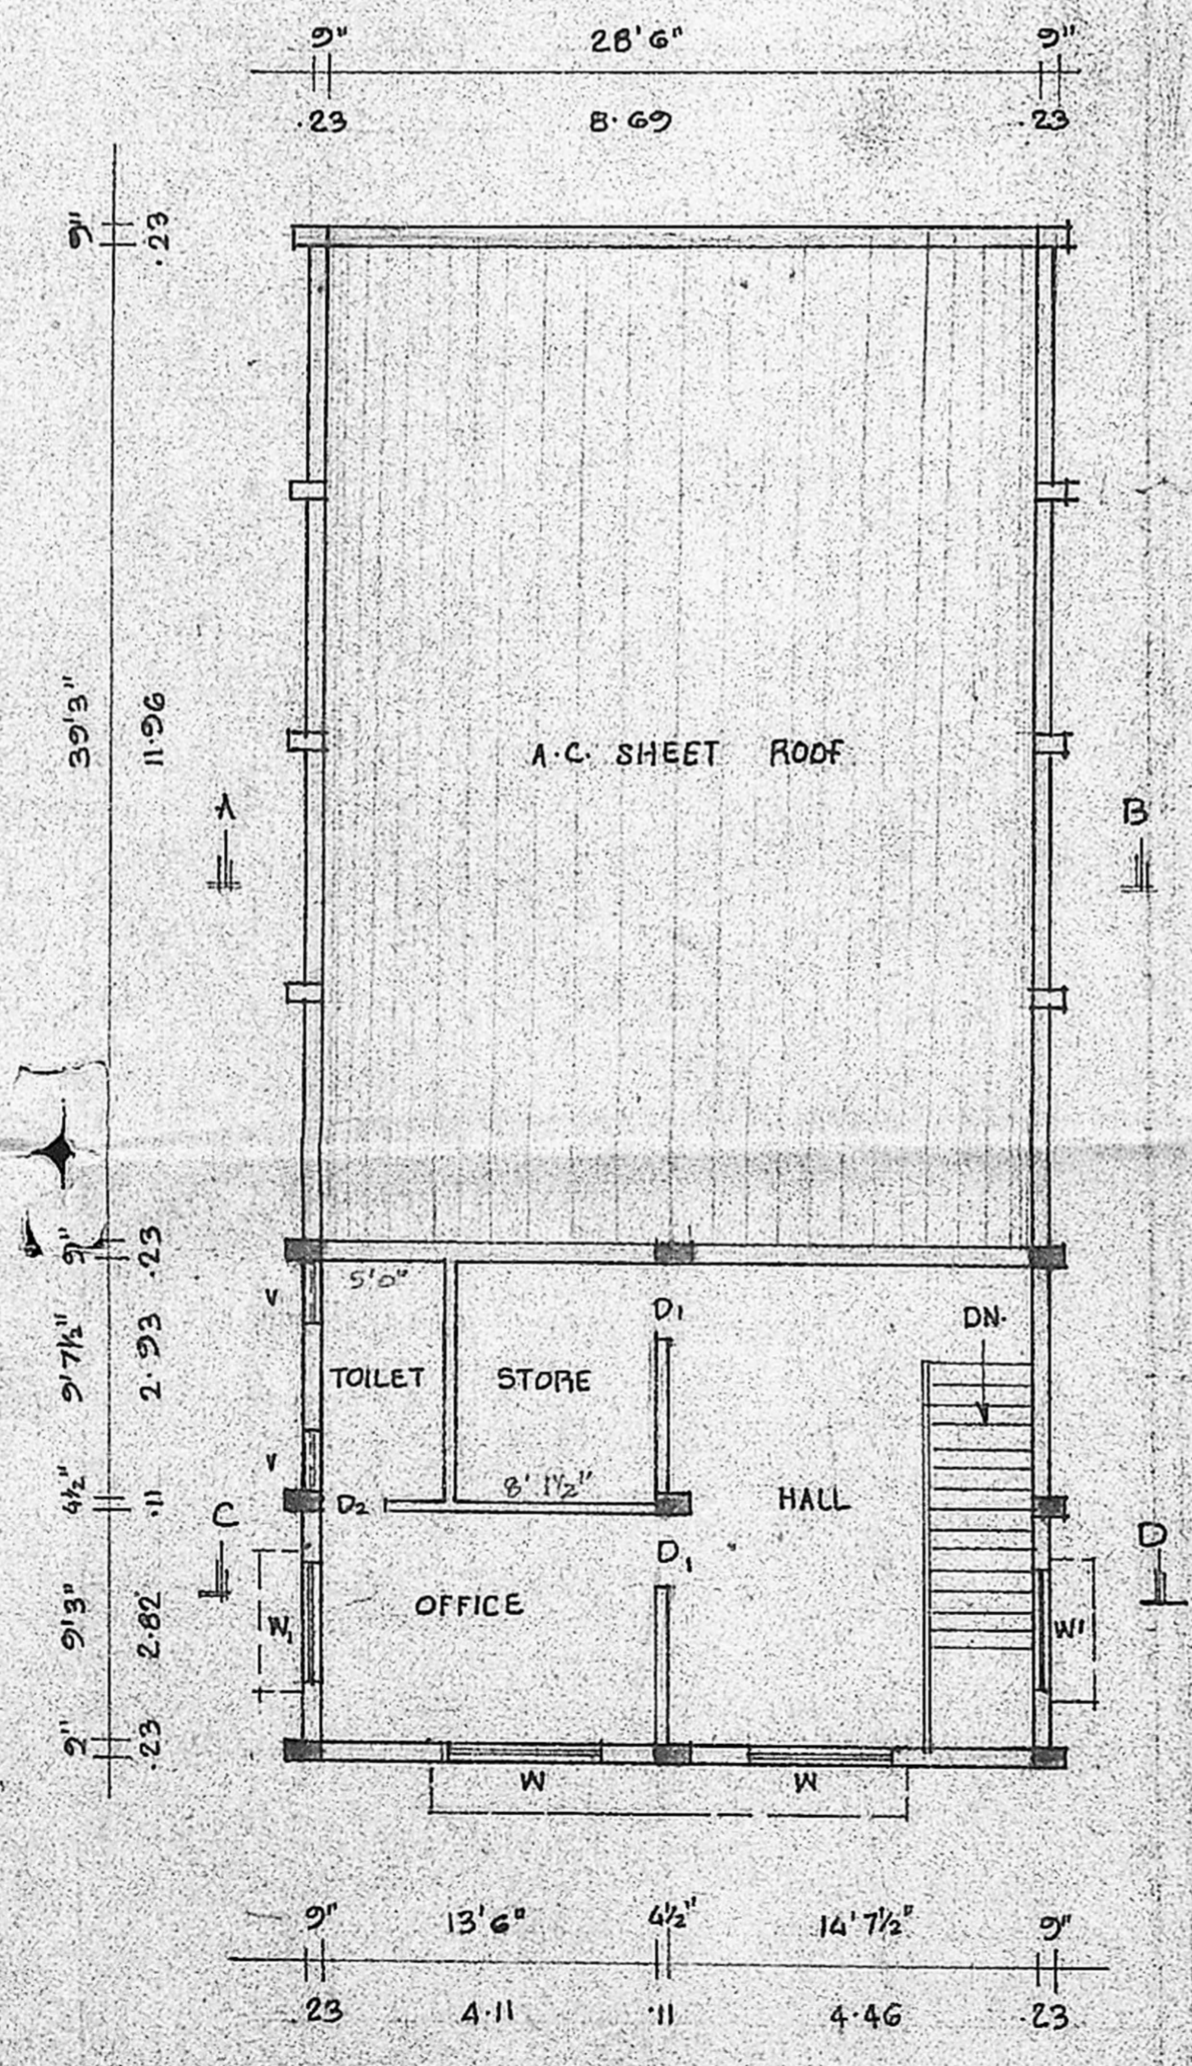 9" 28'6" 9"
.23 8.69 .23
9" .23
39'3" 11.96
A.C. SHEET ROOF
A B
9" .23
5'0"
V D1 DN.
9'7½" 2.93
TOILET STORE
V
4½" .11
D2 8'1½" HALL
C D1 D
9'3" 2.82
OFFICE
W1 W1
2" .23
W W
9" 13'6" 4½" 14'7½" 9"
.23 4.11 .11 4.46 .23